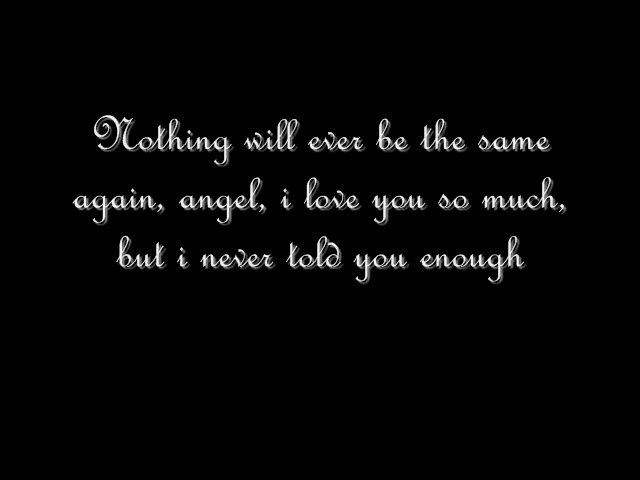 Nothing will ever be the same
again, angel, i love you so much,
but i never told you enough